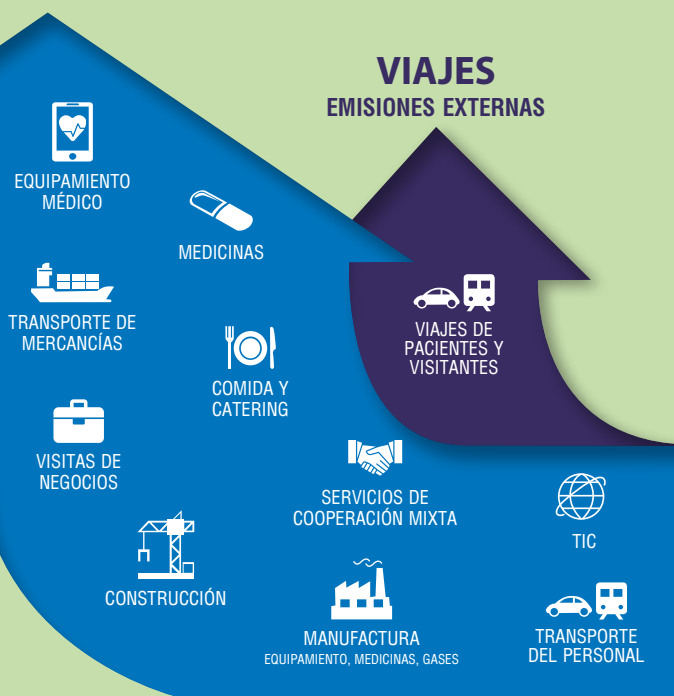 VIAJES
EMISIONES EXTERNAS
EQUIPAMIENTO
MÉDICO
MEDICINAS
TRANSPORTE DE
MERCANCÍAS
VIAJES DE
PACIENTES Y
VISITANTES
COMIDA Y
CATERING
VISITAS DE
NEGOCIOS
SERVICIOS DE
COOPERACIÓN MIXTA
TIC
CONSTRUCCIÓN
MANUFACTURA
EQUIPAMIENTO, MEDICINAS, GASES
TRANSPORTE
DEL PERSONAL